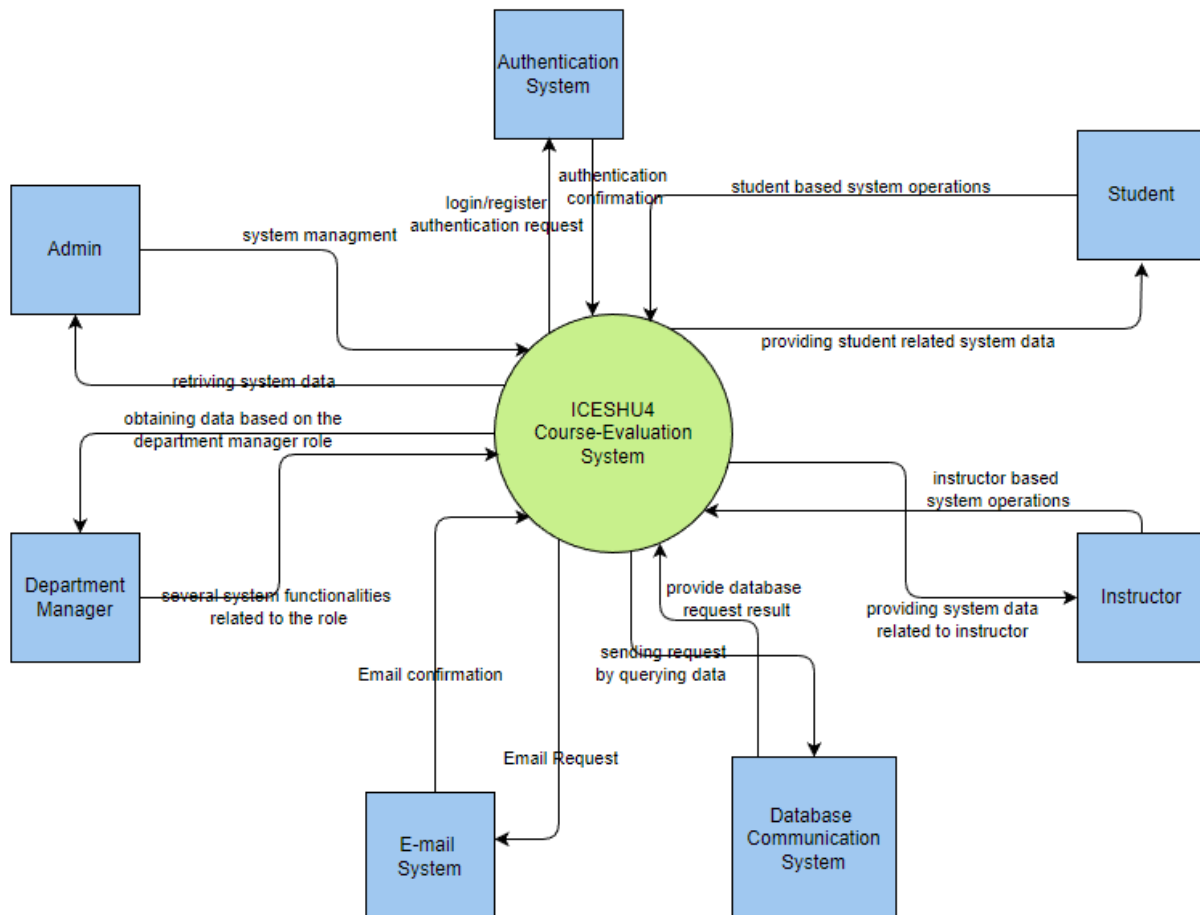 Authentication
System
authentication
confirmation
login/register
authentication request
student based system operations
Student
Admin
system managment
providing student related system data
retriving system data
ICESHU4
Course-Evaluation
System
obtaining data based on the
department manager role
instructor based
system operations
Department
Manager
several system functionalities
related to the role
provide database
request result
providing system data
related to instructor
Instructor
sending request
by querying data
Email confirmation
Email Request
E-mail
System
Database
Communication
System